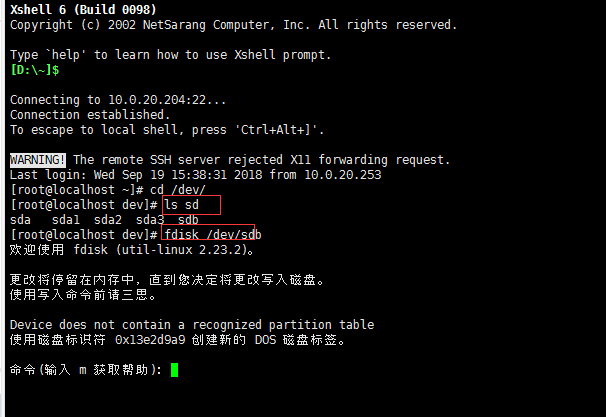 Xshell 6 (Build 0098)
Copyright (c) 2002 NetSarang Computer, Inc. All rights reserved.
Type `help' to learn how to use Xshell prompt.
[D:\~]$
Connecting to 10.0.20.204:22...
Connection established.
To escape to local shell, press 'Ctrl+Alt+]'.
WARNING! The remote SSH server rejected X11 forwarding request.
Last login: Wed Sep 19 15:38:31 2018 from 10.0.20.253
[root@localhost ~]# cd /dev/
[root@localhost dev]# ls sd
sda sda1 sda2 sda3 sdb
[root@localhost dev]# fdisk /dev/sdb
欢迎使用 fdisk (util-linux 2.23.2)。
更改将停留在内存中，直到您决定将更改写入磁盘。
使用写入命令前请三思。
Device does not contain a recognized partition table
使用磁盘标识符 0x13e2d9a9 创建新的 DOS 磁盘标签。
命令(输入 m 获取帮助)：